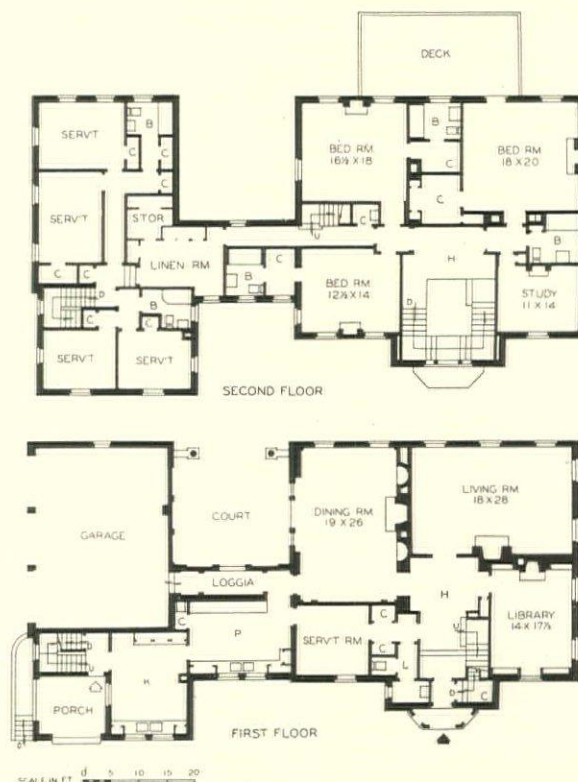 DECK
SERV'T
B
C
C
C
BED RM.
16½ X 18
B
C
BED RM
18 X 20
SERV'T
STOR
C
C
U
LINEN RM
B
C
H
B
C
C
D
BED RM
12½ X 14
D
STUDY
11 X 14
C
B
C
SERV'T
SERV'T
SECOND FLOOR
GARAGE
COURT
DINING RM.
19 X 26
LIVING RM.
18 X 28
LOGGIA
H
C
P
SERV'T RM
C
C
U
LIBRARY
14 X 17½
D
U
K
L
PORCH
D
C
D
FIRST FLOOR
SCALE IN FT. 0 5 10 15 20